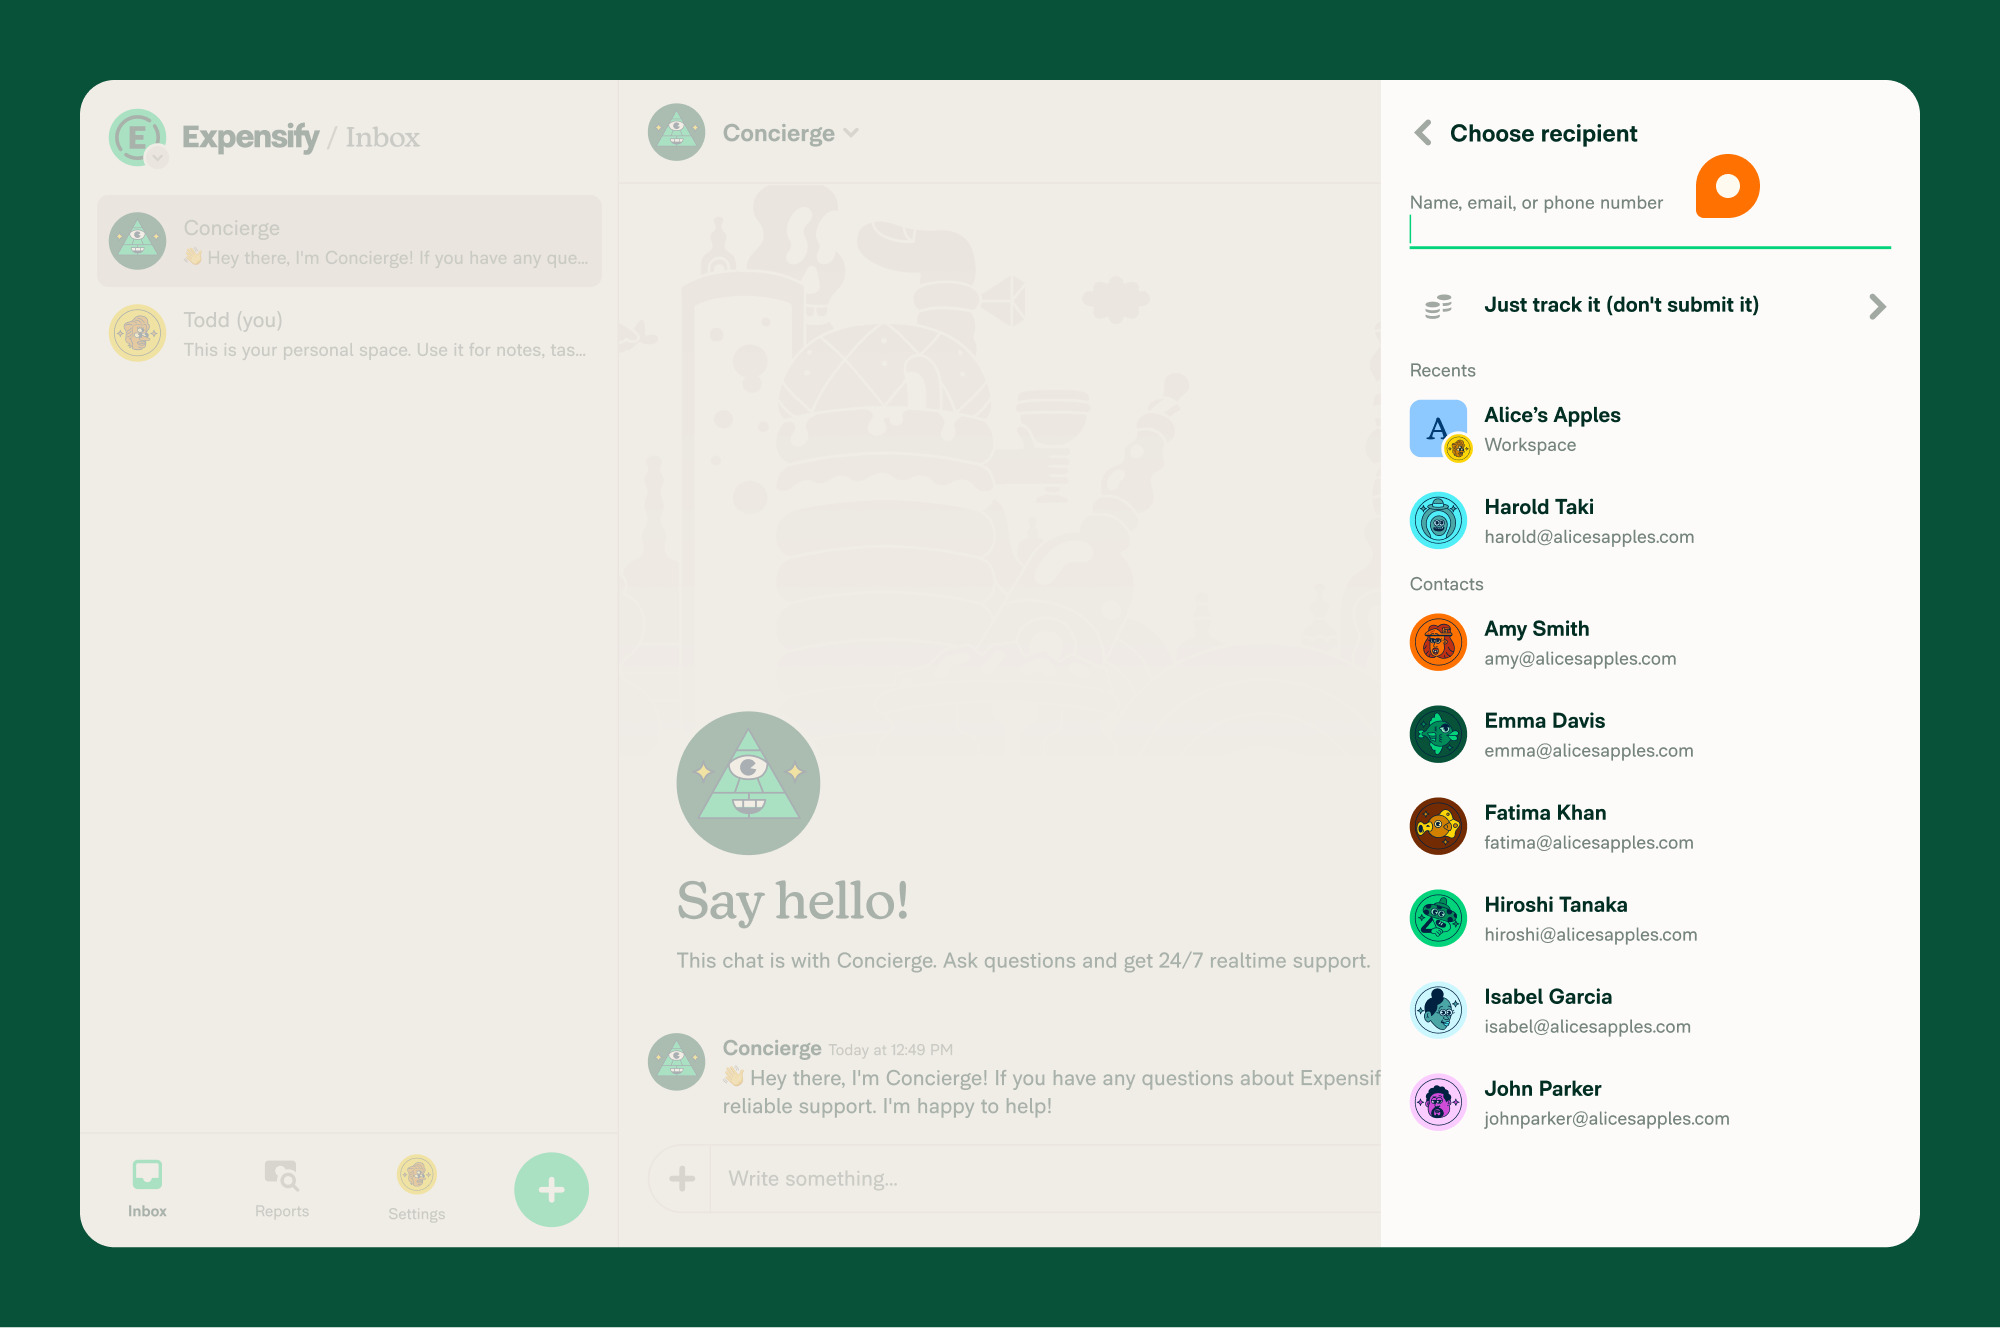 Expensify / Inbox
Concierge
👋 Hey there, I'm Concierge! If you have any que...
Todd (you)
This is your personal space. Use it for notes, tas...
Inbox
Reports
Settings
Concierge
Say hello!
This chat is with Concierge. Ask questions and get 24/7 realtime support.
Concierge Today at 12:49 PM
👋 Hey there, I'm Concierge! If you have any questions about Expensif
reliable support. I'm happy to help!
Write something...
Choose recipient
Name, email, or phone number
Just track it (don't submit it)
Recents
A
Alice’s Apples
Workspace
Harold Taki
harold@alicesapples.com
Contacts
Amy Smith
amy@alicesapples.com
Emma Davis
emma@alicesapples.com
Fatima Khan
fatima@alicesapples.com
Hiroshi Tanaka
hiroshi@alicesapples.com
Isabel Garcia
isabel@alicesapples.com
John Parker
johnparker@alicesapples.com